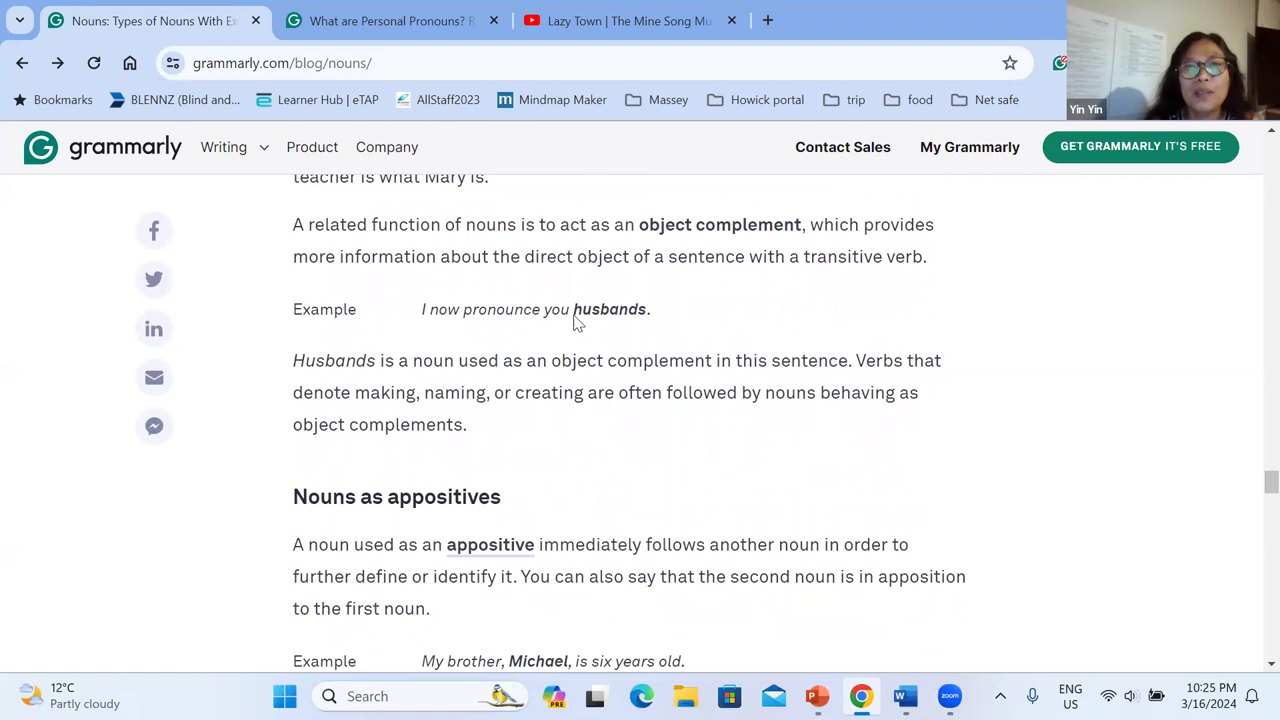 Nouns: Types of Nouns With Ex
What are Personal Pronouns? R
Lazy Town | The Mine Song Mu
grammarly.com/blog/nouns/
Bookmarks
BLENNZ (Blind and...
Learner Hub | eTAP
AllStaff2023
Mindmap Maker
Massey
Howick portal
trip
food
Net safe
Yin Yin
grammarly
Writing
Product
Company
Contact Sales
My Grammarly
GET GRAMMARLY IT'S FREE
teacher is what Mary is.
A related function of nouns is to act as an object complement, which provides
more information about the direct object of a sentence with a transitive verb.
Example I now pronounce you husbands.
Husbands is a noun used as an object complement in this sentence. Verbs that
denote making, naming, or creating are often followed by nouns behaving as
object complements.
Nouns as appositives
A noun used as an appositive immediately follows another noun in order to
further define or identify it. You can also say that the second noun is in apposition
to the first noun.
Example My brother, Michael, is six years old.
12°C
Partly cloudy
Search
PRE
ENG
US
10:25 PM
3/16/2024